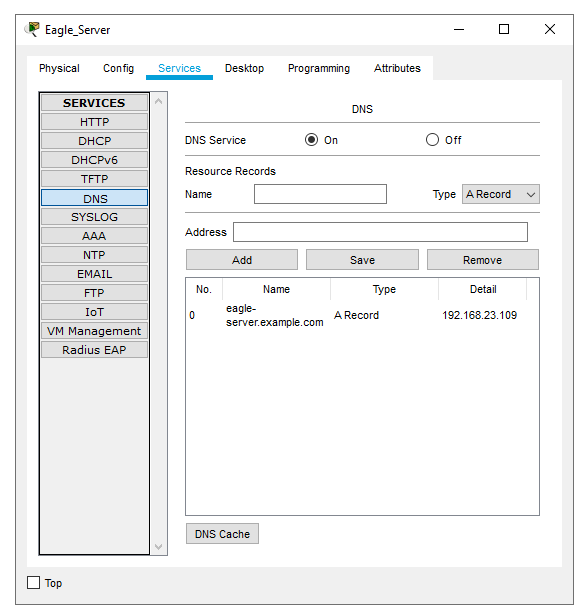 Eagle_Server
Physical Config Services Desktop Programming Attributes
SERVICES
HTTP
DHCP
DHCPv6
TFTP
DNS
SYSLOG
AAA
NTP
EMAIL
FTP
IoT
VM Management
Radius EAP
DNS
DNS Service On Off
Resource Records
Name Type A Record
Address
Add Save Remove
No. Name Type Detail
0 eagle-server.example.com A Record 192.168.23.109
DNS Cache
Top